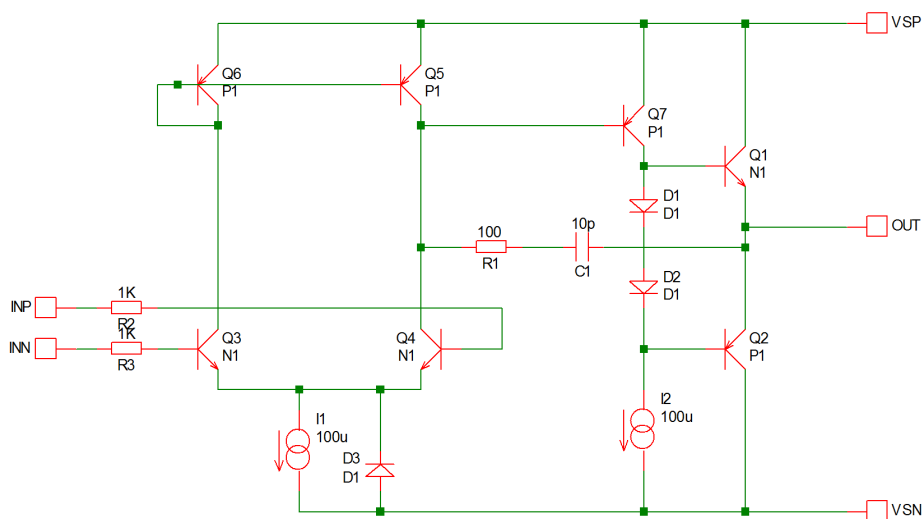 VSP
Q6
P1
Q5
P1
Q7
P1
Q1
N1
D1
D1
OUT
100
R1
10p
C1
D2
D1
INP
1K
R2
INN
1K
R3
Q3
N1
Q4
N1
Q2
P1
I1
100u
D3
D1
I2
100u
VSN